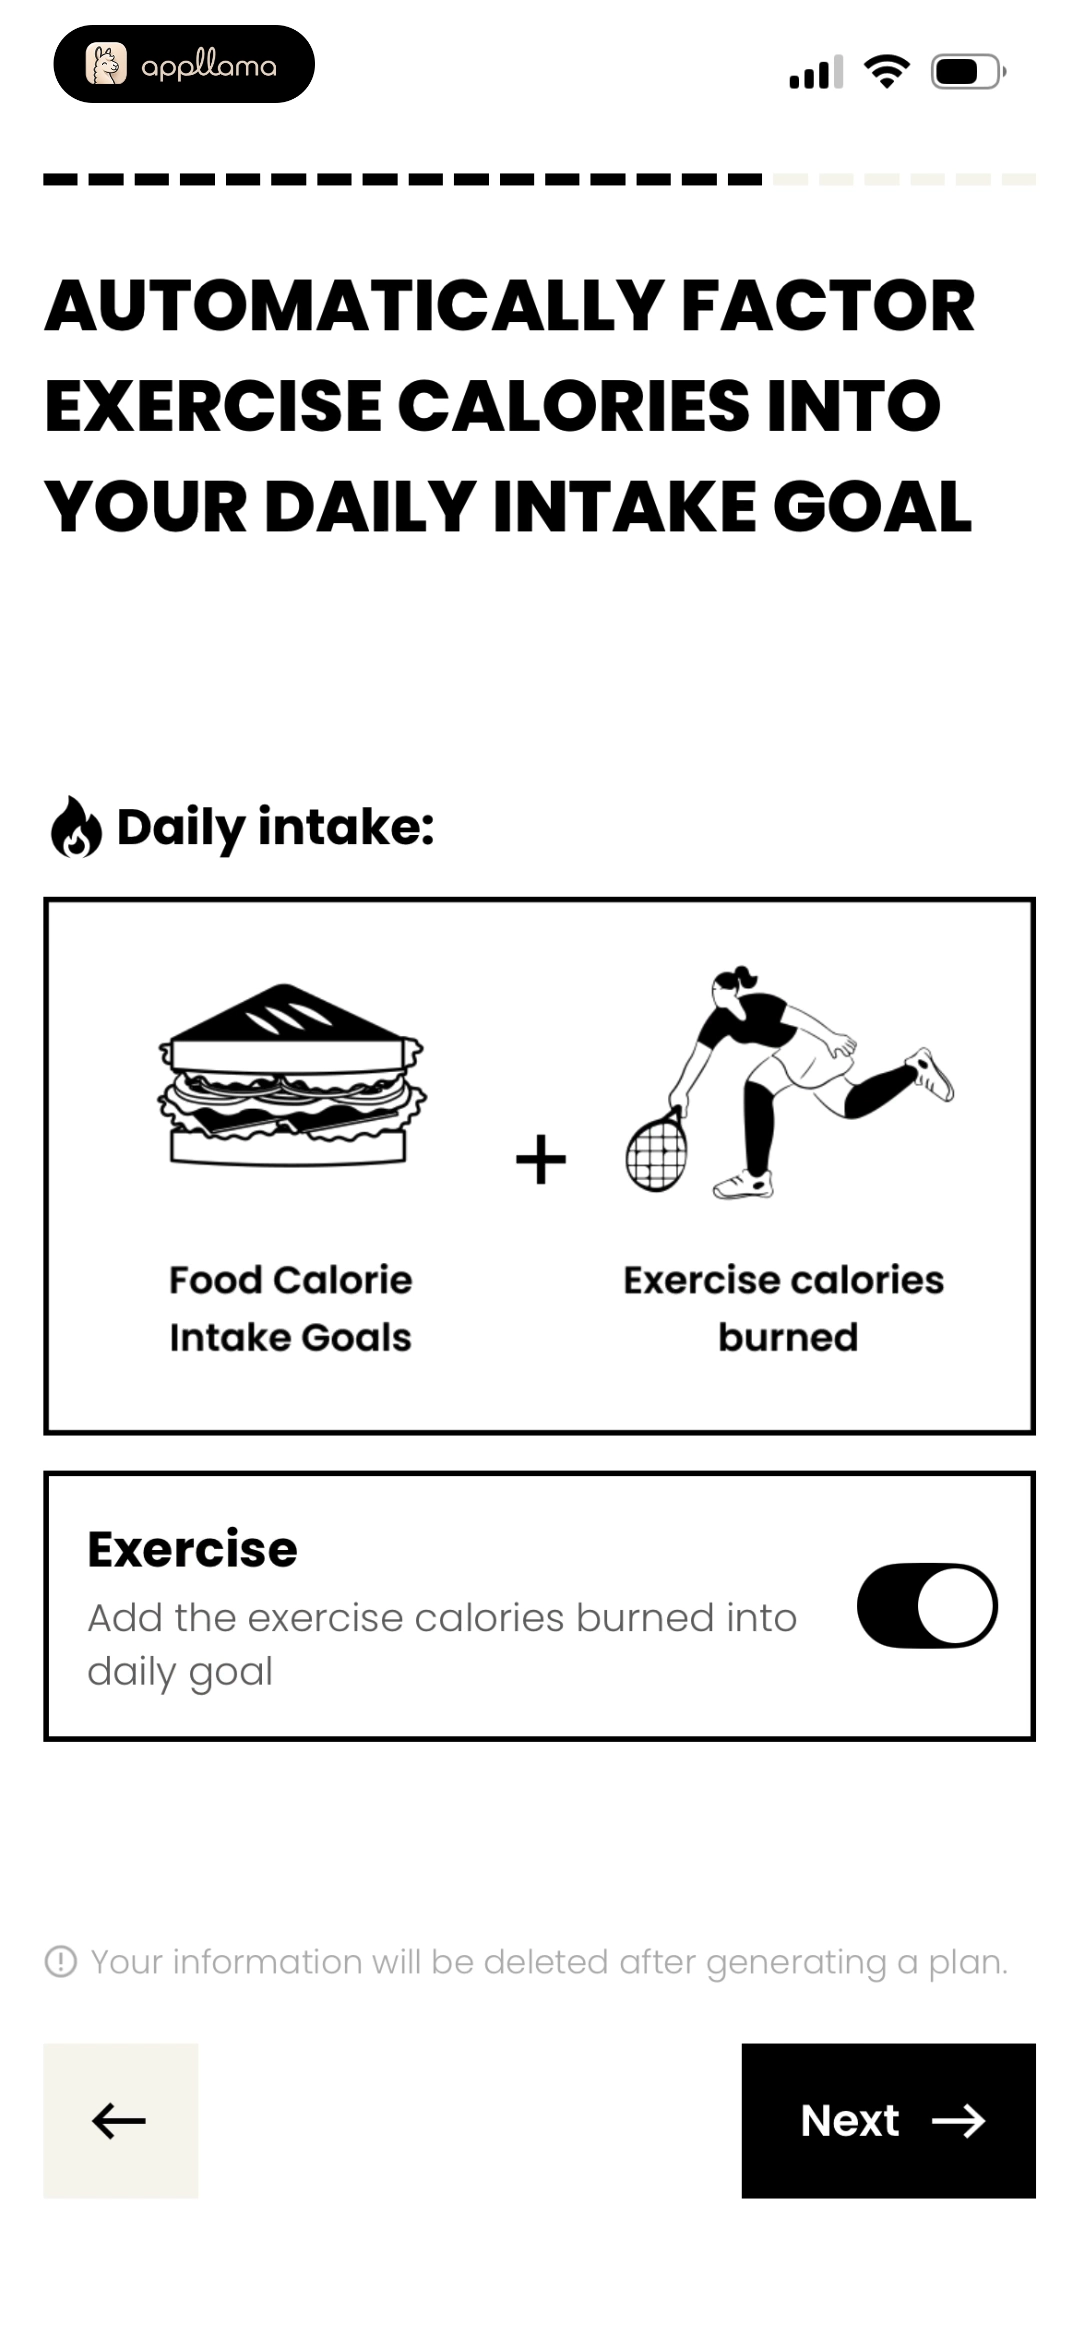 appllama
AUTOMATICALLY FACTOR
EXERCISE CALORIES INTO
YOUR DAILY INTAKE GOAL
Daily intake:
+
Food Calorie
Intake Goals
Exercise calories
burned
Exercise
Add the exercise calories burned into
daily goal
Your information will be deleted after generating a plan.
Next